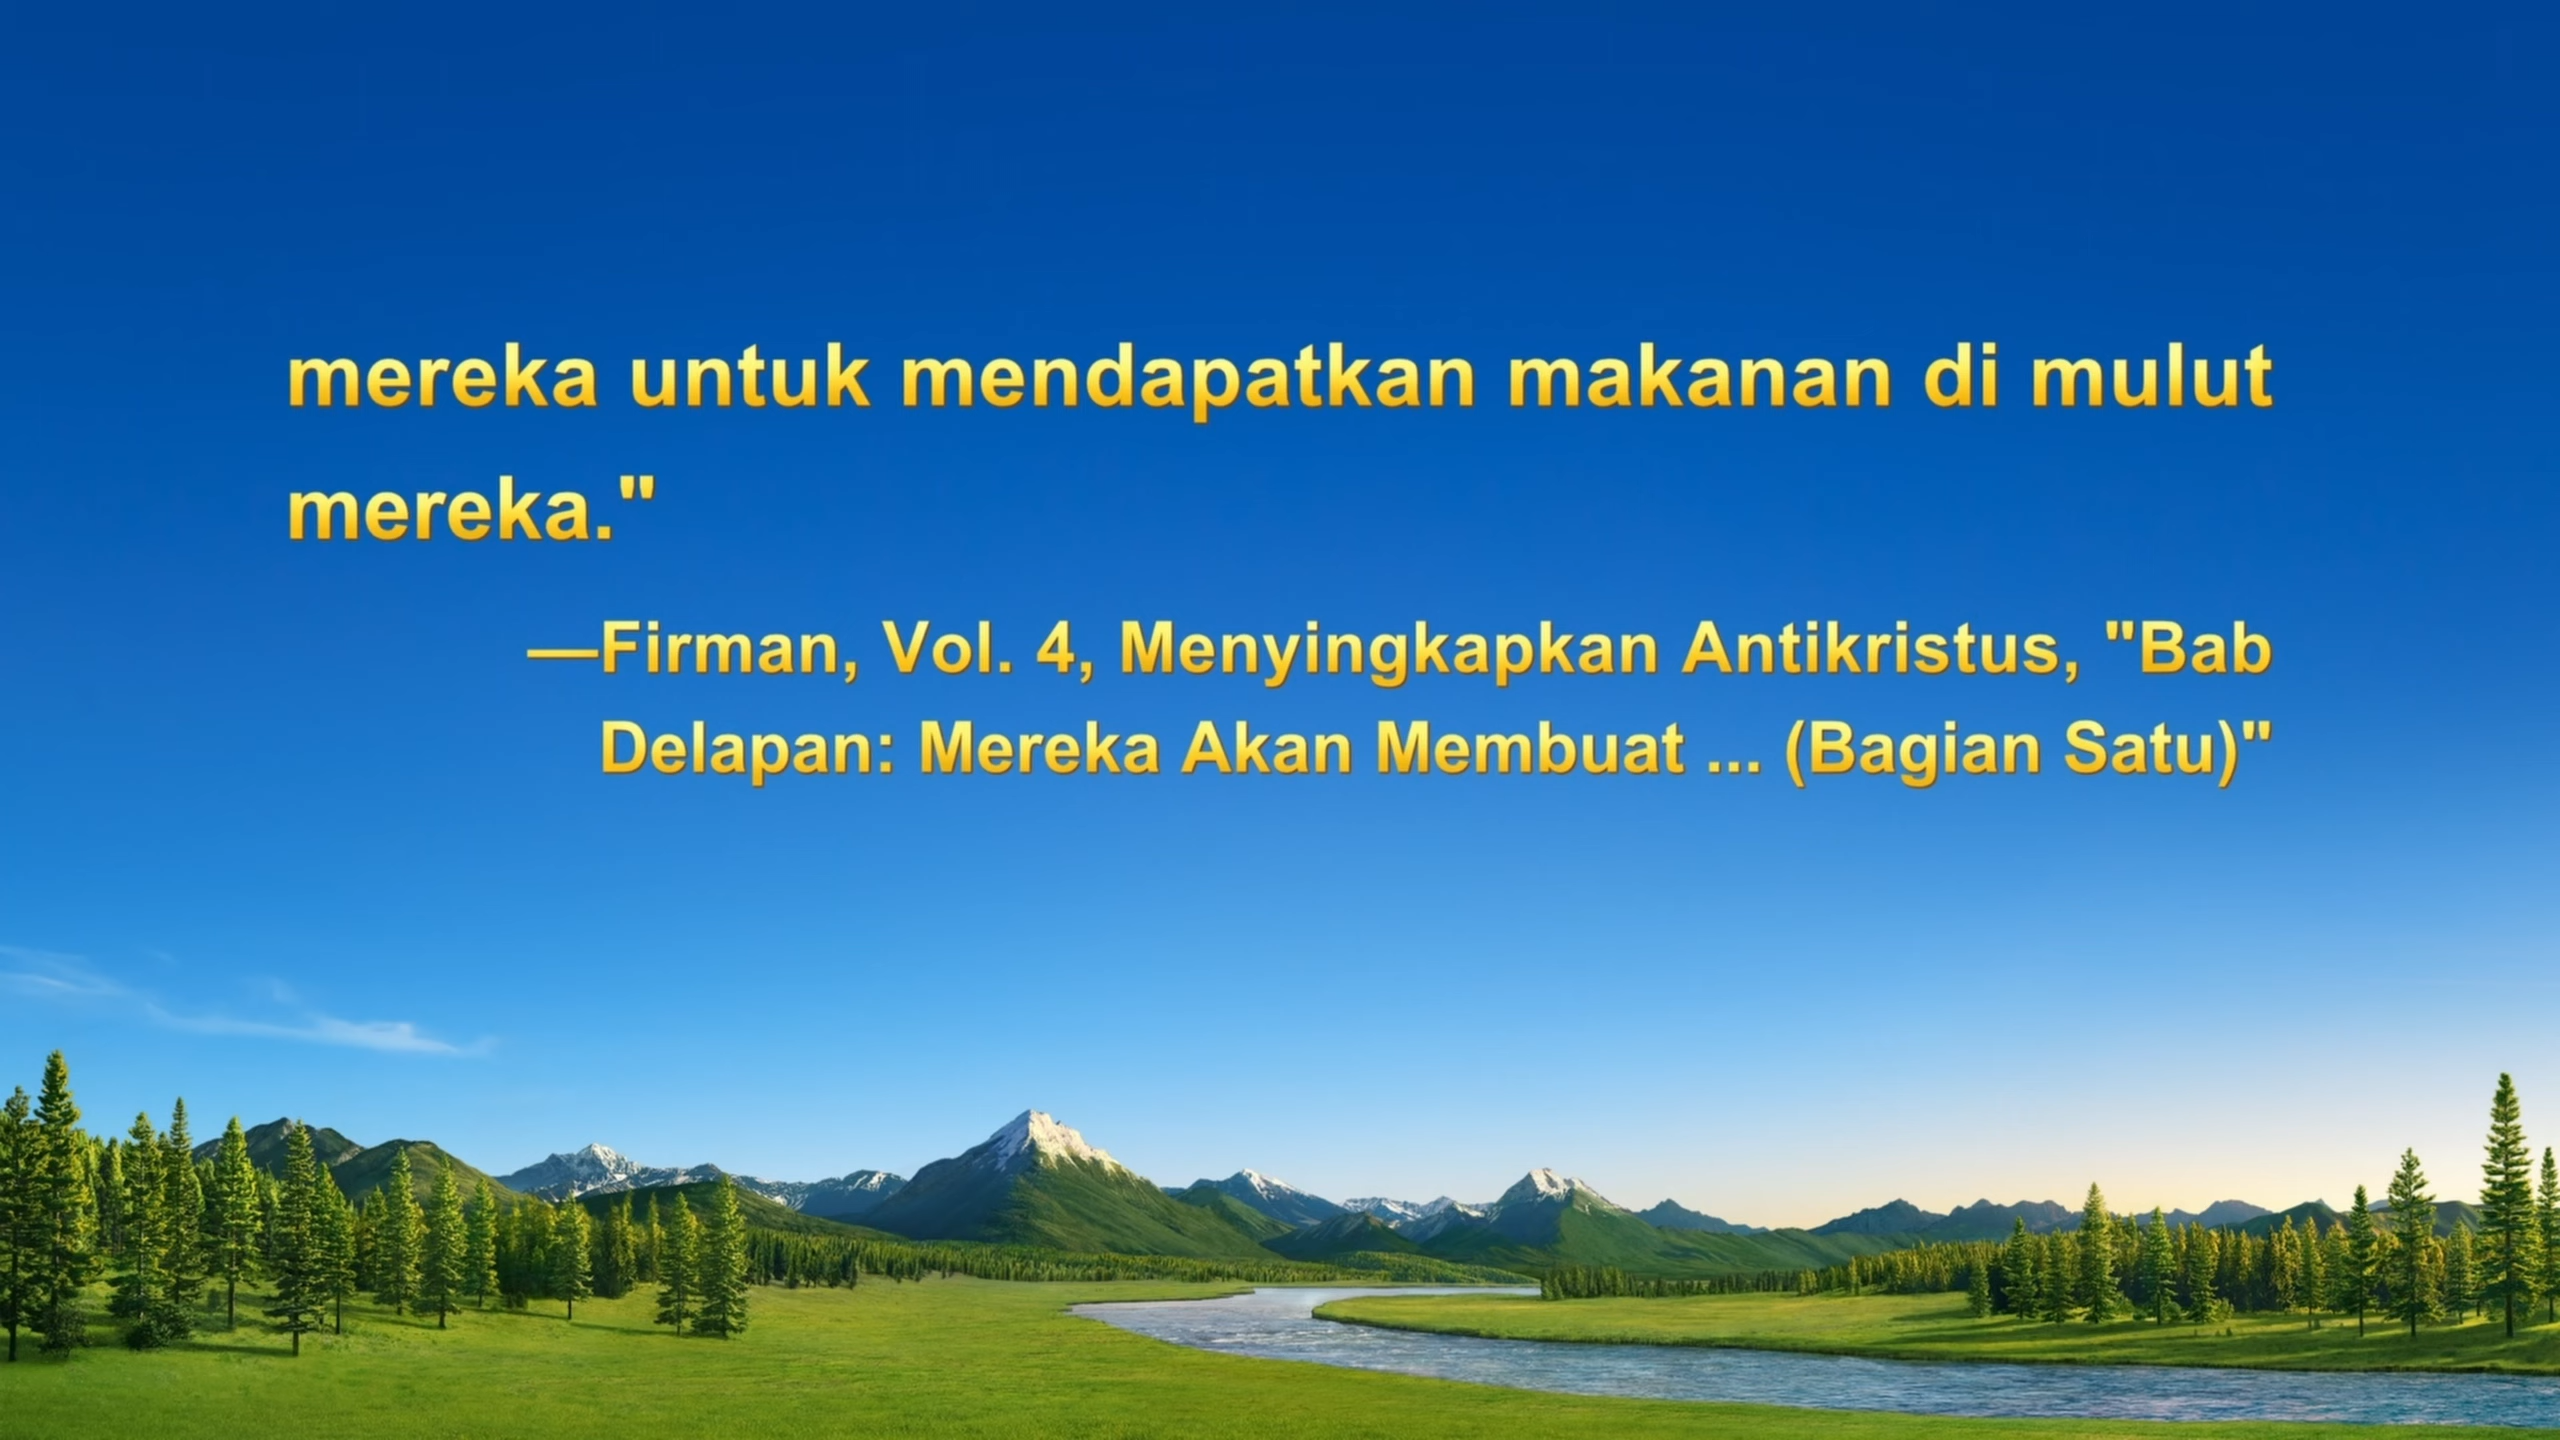 mereka untuk mendapatkan makanan di mulut
mereka."
—Firman, Vol. 4, Menyingkapkan Antikristus, "Bab
Delapan: Mereka Akan Membuat ... (Bagian Satu)"